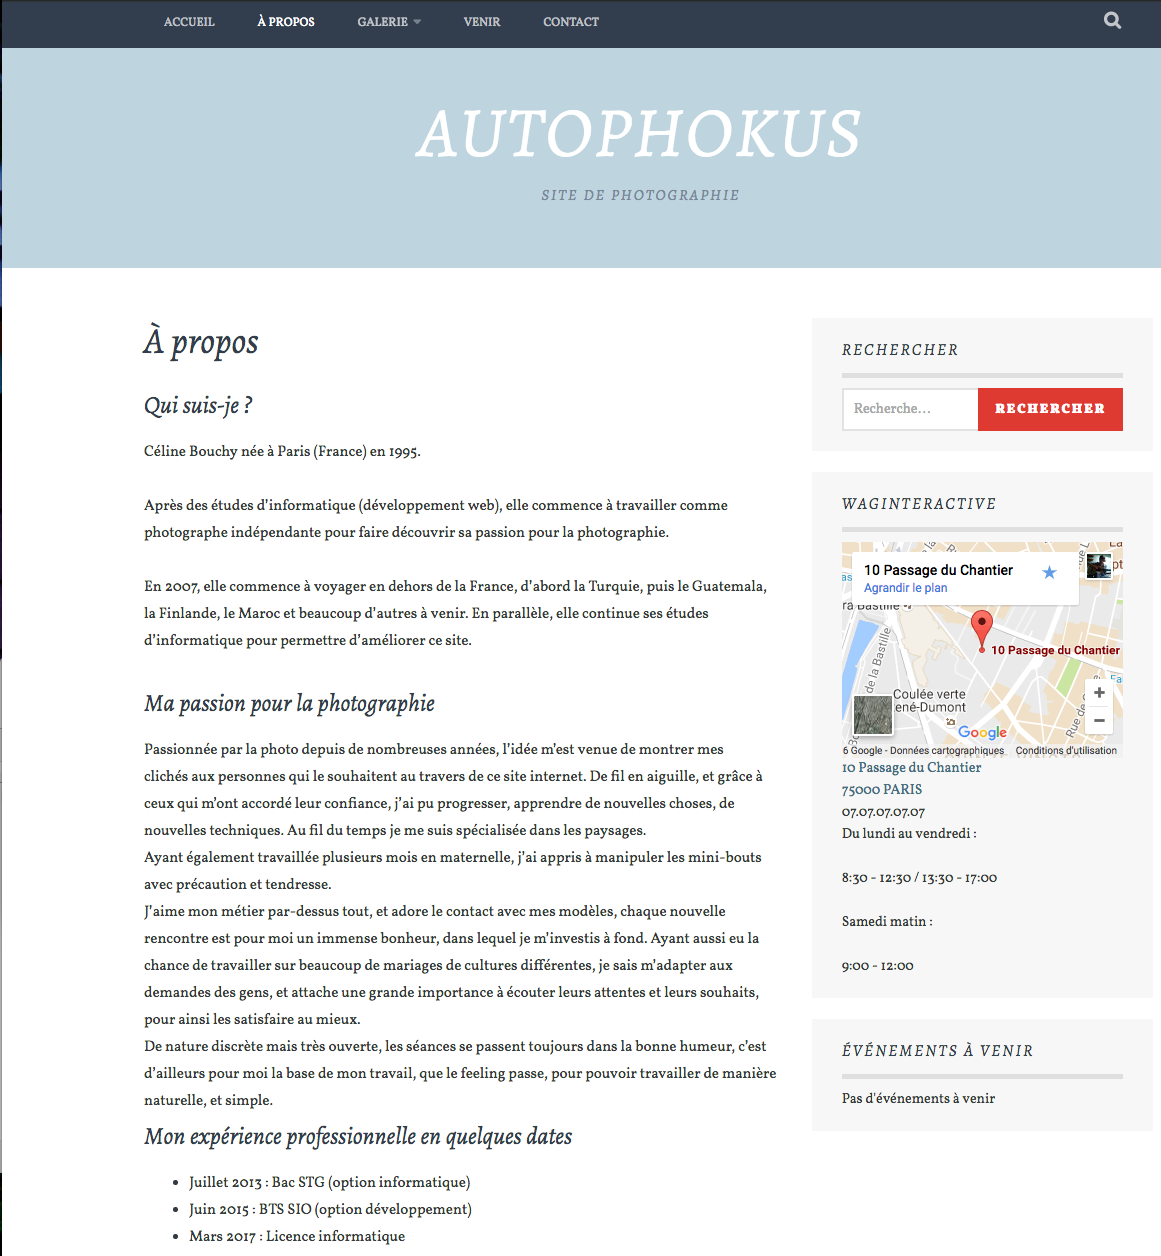 ACCUEIL À PROPOS GALERIE VENIR CONTACT
AUTOPHOKUS
SITE DE PHOTOGRAPHIE
À propos
Qui suis-je ?
Céline Bouchy née à Paris (France) en 1995.
Après des études d'informatique (développement web), elle commence à travailler comme
photographe indépendante pour faire découvrir sa passion pour la photographie.
En 2007, elle commence à voyager en dehors de la France, d'abord la Turquie, puis le Guatemala,
la Finlande, le Maroc et beaucoup d'autres à venir. En parallèle, elle continue ses études
d'informatique pour permettre d'améliorer ce site.
Ma passion pour la photographie
Passionnée par la photo depuis de nombreuses années, l'idée m'est venue de montrer mes
clichés aux personnes qui le souhaitent au travers de ce site internet. De fil en aiguille, et grâce à
ceux qui m'ont accordé leur confiance, j'ai pu progresser, apprendre de nouvelles choses, de
nouvelles techniques. Au fil du temps je me suis spécialisée dans les paysages.
Ayant également travaillée plusieurs mois en maternelle, j'ai appris à manipuler les mini-bouts
avec précaution et tendresse.
J'aime mon métier par-dessus tout, et adore le contact avec mes modèles, chaque nouvelle
rencontre est pour moi un immense bonheur, dans lequel je m'investis à fond. Ayant aussi eu la
chance de travailler sur beaucoup de mariages de cultures différentes, je sais m'adapter aux
demandes des gens, et attache une grande importance à écouter leurs attentes et leurs souhaits,
pour ainsi les satisfaire au mieux.
De nature discrète mais très ouverte, les séances se passent toujours dans la bonne humeur, c'est
d'ailleurs pour moi la base de mon travail, que le feeling passe, pour pouvoir travailler de manière
naturelle, et simple.
Mon expérience professionnelle en quelques dates
Juillet 2013 : Bac STG (option informatique)
Juin 2015 : BTS SIO (option développement)
Mars 2017 : Licence informatique
RECHERCHER
Recherche... RECHERCHER
WAGINTERACTIVE
10 Passage du Chantier
Agrandir le plan
ra Bastille
de la Bastille
10 Passage du Chantier
Coulée verte
ené-Dumont
Rue de
Google
6 Google - Données cartographiques Conditions d'utilisation
10 Passage du Chantier
75000 PARIS
07.07.07.07.07
Du lundi au vendredi :
8:30 - 12:30 / 13:30 - 17:00
Samedi matin :
9:00 - 12:00
ÉVÉNEMENTS À VENIR
Pas d'événements à venir